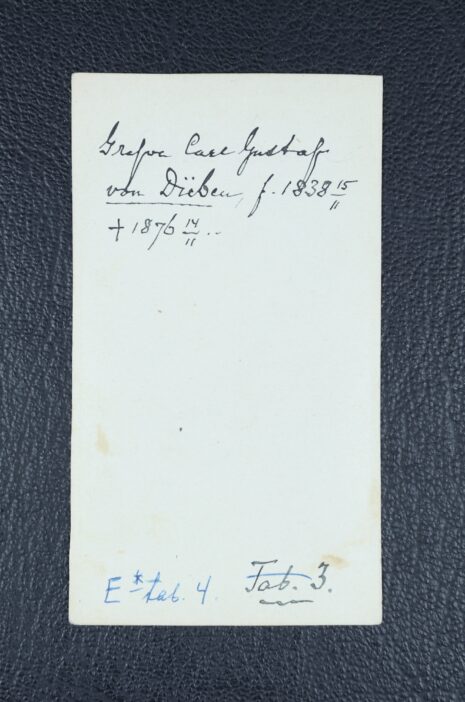 Grefve Carl Gustaf
von Düben, f. 1838 15/11
† 1876 14/11 ..
E* tab. 4. Tab. 3.